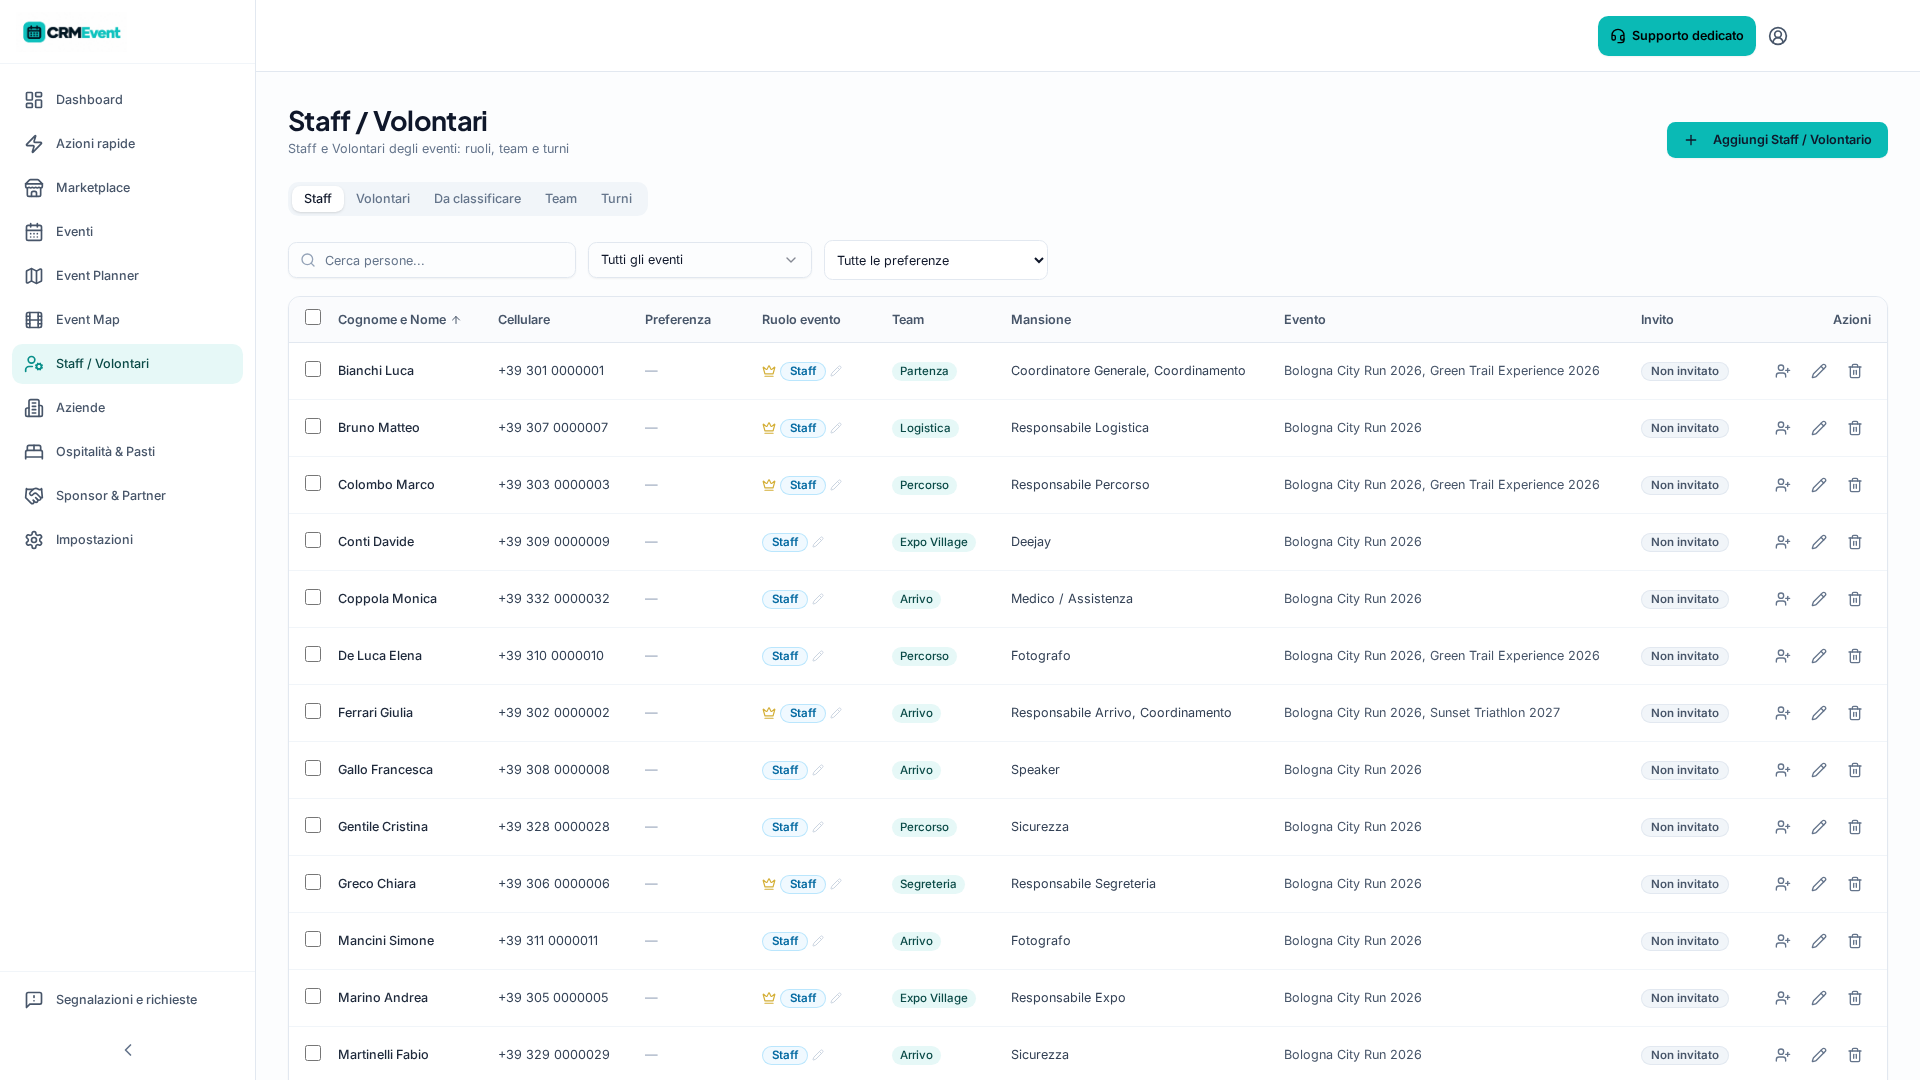 CRMEvent
Supporto dedicato
Dashboard
Azioni rapide
Marketplace
Eventi
Event Planner
Event Map
Staff / Volontari
Aziende
Ospitalità & Pasti
Sponsor & Partner
Impostazioni
Segnalazioni e richieste
Staff / Volontari
Staff e Volontari degli eventi: ruoli, team e turni
Aggiungi Staff / Volontario
Staff Volontari Da classificare Team Turni
Cerca persone... Tutti gli eventi Tutte le preferenze
Cognome e Nome Cellulare Preferenza Ruolo evento Team Mansione Evento Invito Azioni
Bianchi Luca +39 301 0000001 — Staff Partenza Coordinatore Generale, Coordinamento Bologna City Run 2026, Green Trail Experience 2026 Non invitato
Bruno Matteo +39 307 0000007 — Staff Logistica Responsabile Logistica Bologna City Run 2026 Non invitato
Colombo Marco +39 303 0000003 — Staff Percorso Responsabile Percorso Bologna City Run 2026, Green Trail Experience 2026 Non invitato
Conti Davide +39 309 0000009 — Staff Expo Village Deejay Bologna City Run 2026 Non invitato
Coppola Monica +39 332 0000032 — Staff Arrivo Medico / Assistenza Bologna City Run 2026 Non invitato
De Luca Elena +39 310 0000010 — Staff Percorso Fotografo Bologna City Run 2026, Green Trail Experience 2026 Non invitato
Ferrari Giulia +39 302 0000002 — Staff Arrivo Responsabile Arrivo, Coordinamento Bologna City Run 2026, Sunset Triathlon 2027 Non invitato
Gallo Francesca +39 308 0000008 — Staff Arrivo Speaker Bologna City Run 2026 Non invitato
Gentile Cristina +39 328 0000028 — Staff Percorso Sicurezza Bologna City Run 2026 Non invitato
Greco Chiara +39 306 0000006 — Staff Segreteria Responsabile Segreteria Bologna City Run 2026 Non invitato
Mancini Simone +39 311 0000011 — Staff Arrivo Fotografo Bologna City Run 2026 Non invitato
Marino Andrea +39 305 0000005 — Staff Expo Village Responsabile Expo Bologna City Run 2026 Non invitato
Martinelli Fabio +39 329 0000029 — Staff Arrivo Sicurezza Bologna City Run 2026 Non invitato